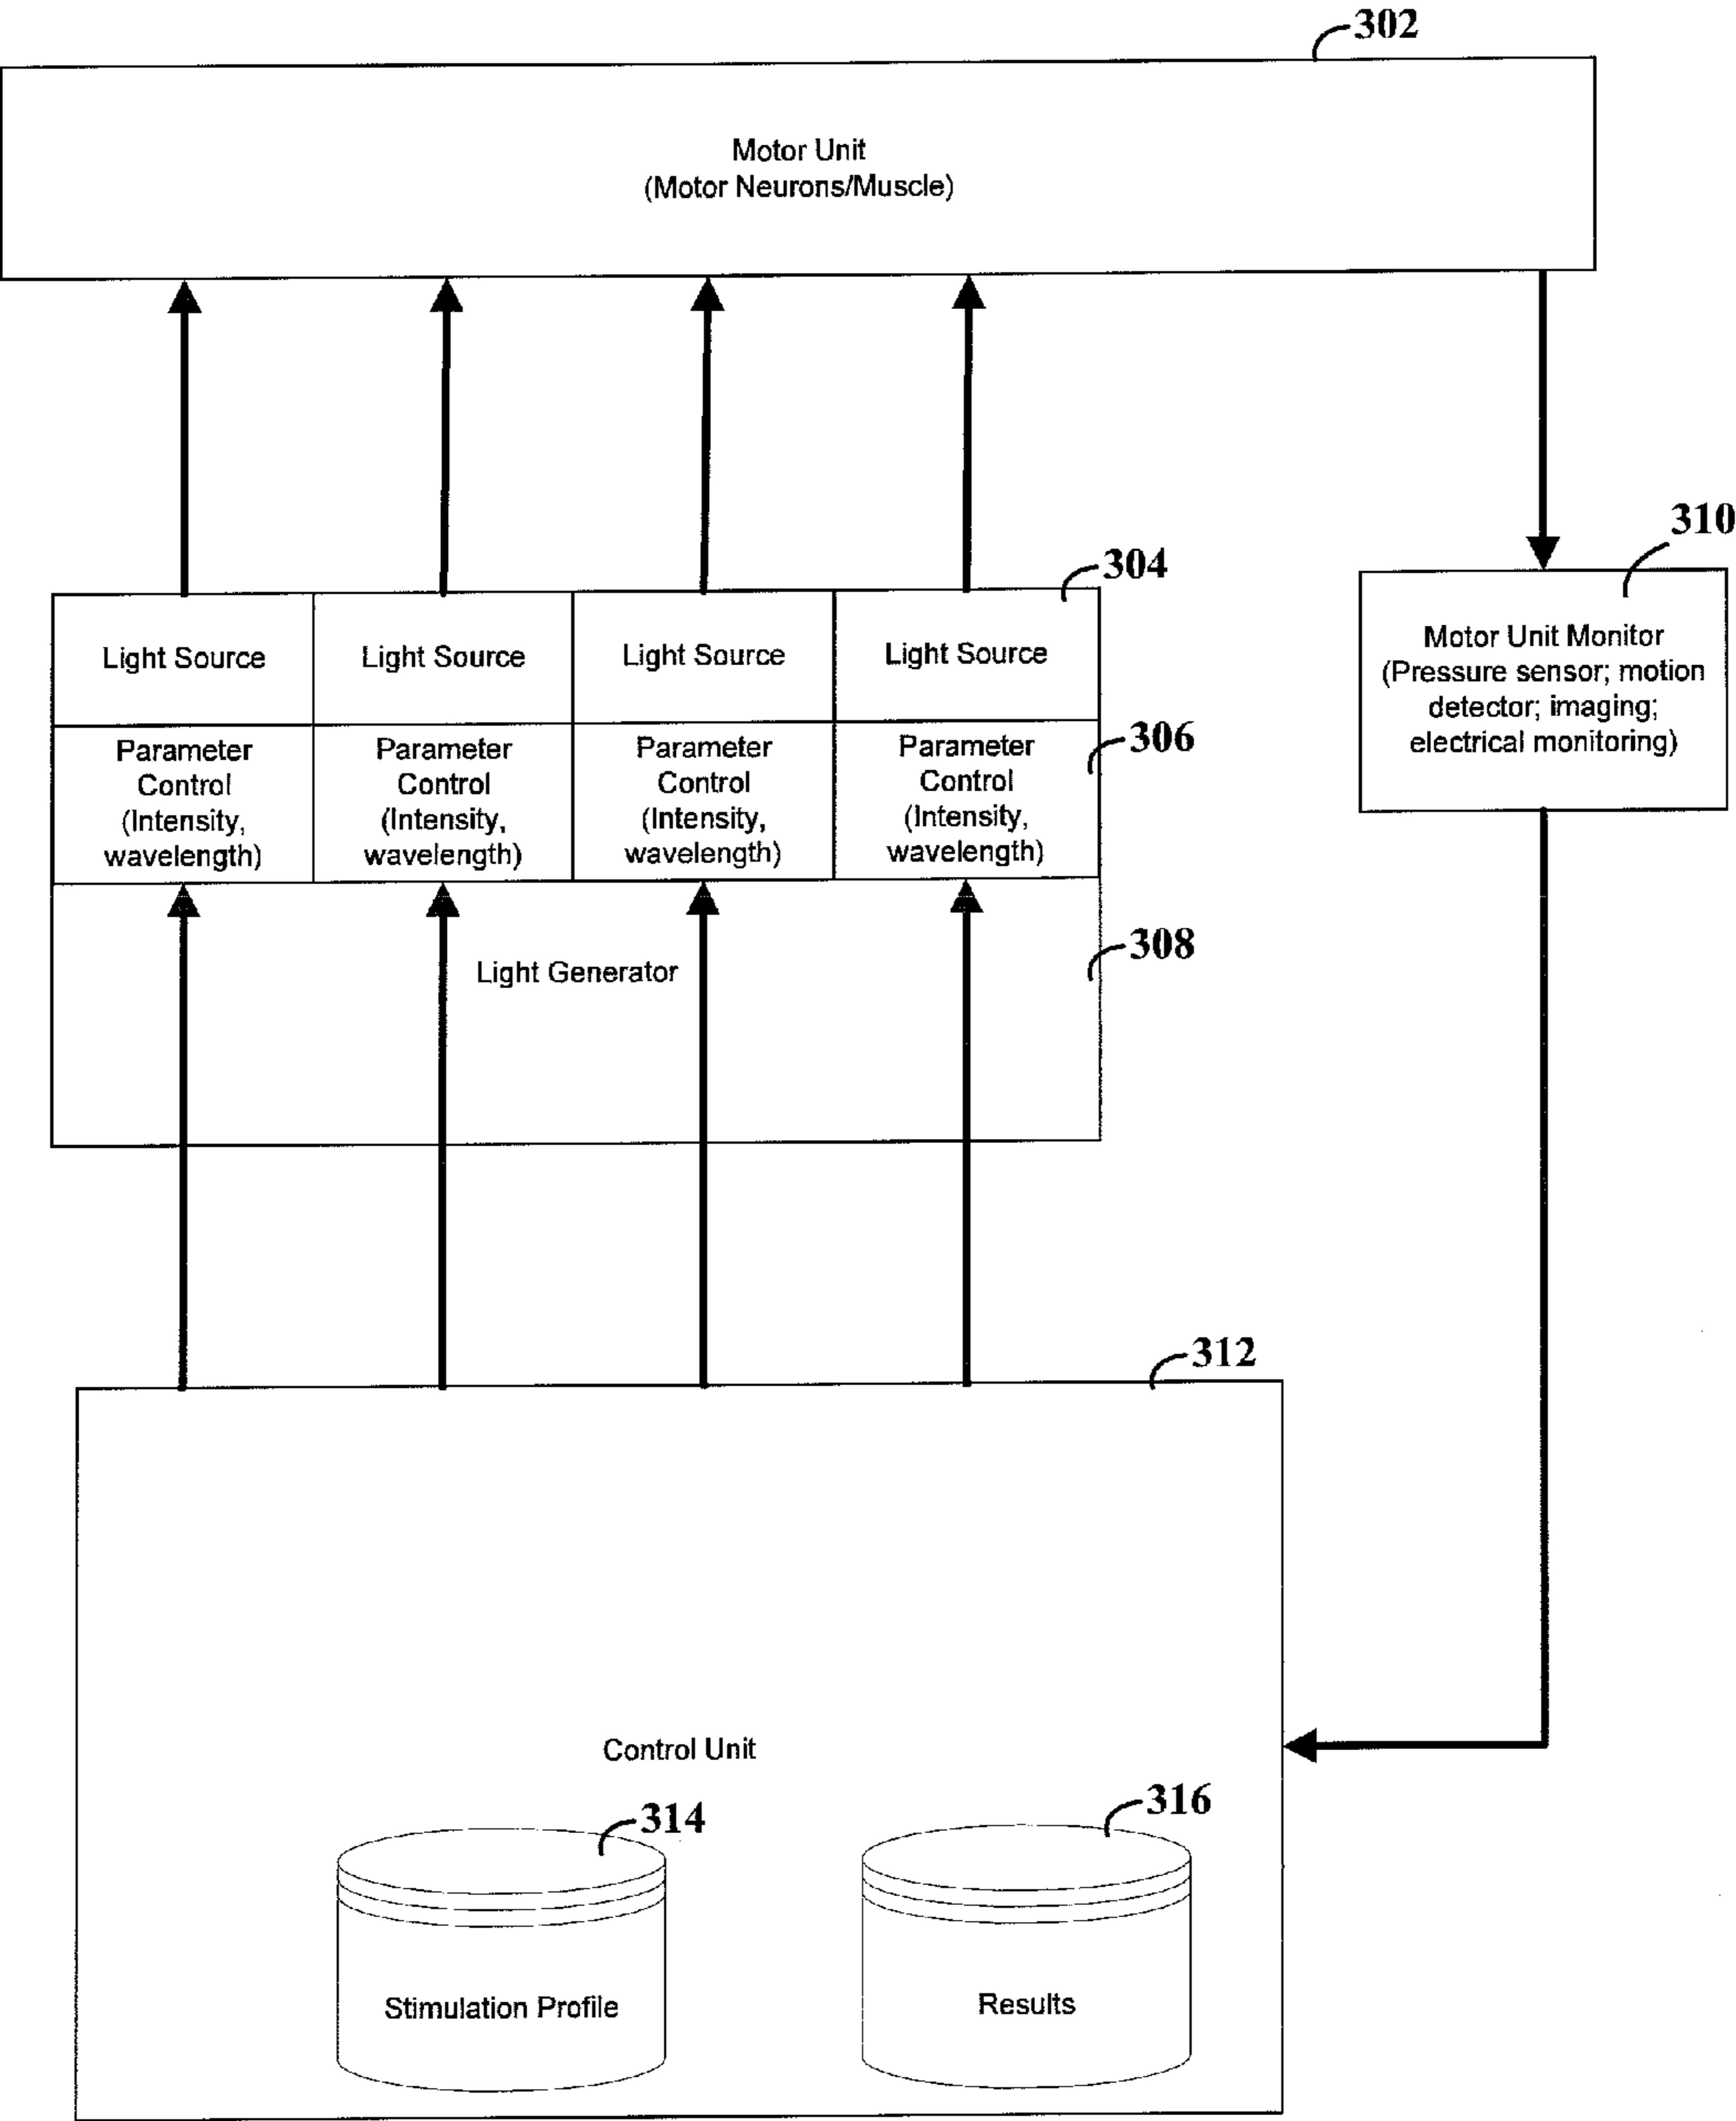 302
Motor Unit
(Motor Neurons/Muscle)
304
Light Source
Light Source
Light Source
Light Source
310
Motor Unit Monitor
(Pressure sensor; motion
detector; imaging;
electrical monitoring)
306
Parameter
Control
(Intensity,
wavelength)
Parameter
Control
(Intensity,
wavelength)
Parameter
Control
(Intensity,
wavelength)
Parameter
Control
(Intensity,
wavelength)
308
Light Generator
312
Control Unit
314
Stimulation Profile
316
Results